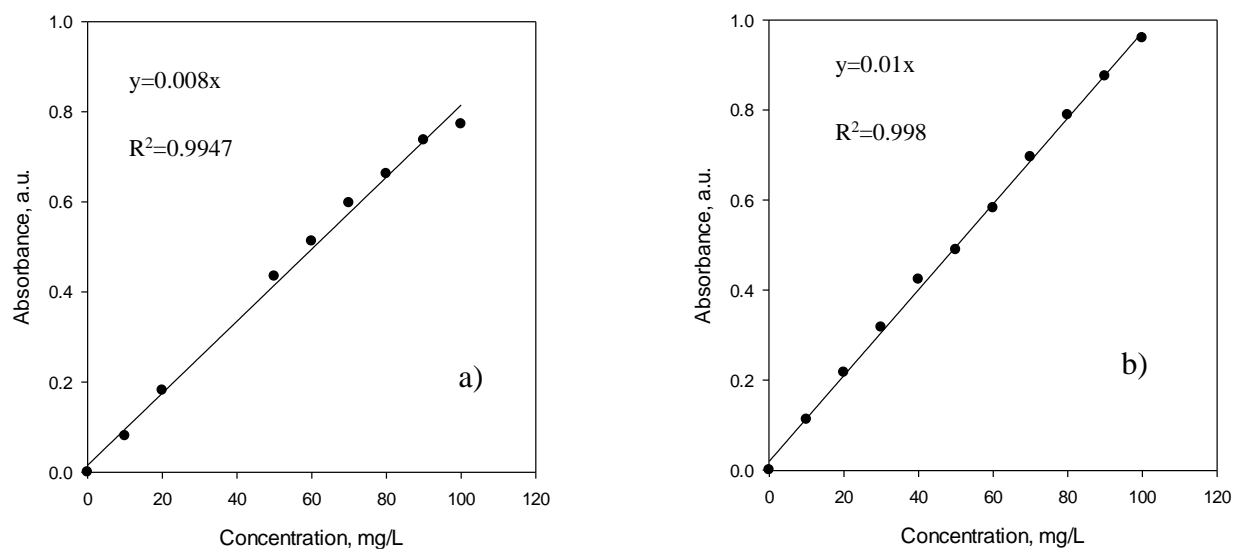 1.0
0.8
0.6
0.4
0.2
0.0
Absorbance, a.u.
y=0.008x
R²=0.9947
a)
0 20 40 60 80 100 120
Concentration, mg/L
1.0
0.8
0.6
0.4
0.2
0.0
Absorbance, a.u.
y=0.01x
R²=0.998
b)
0 20 40 60 80 100 120
Concentration, mg/L